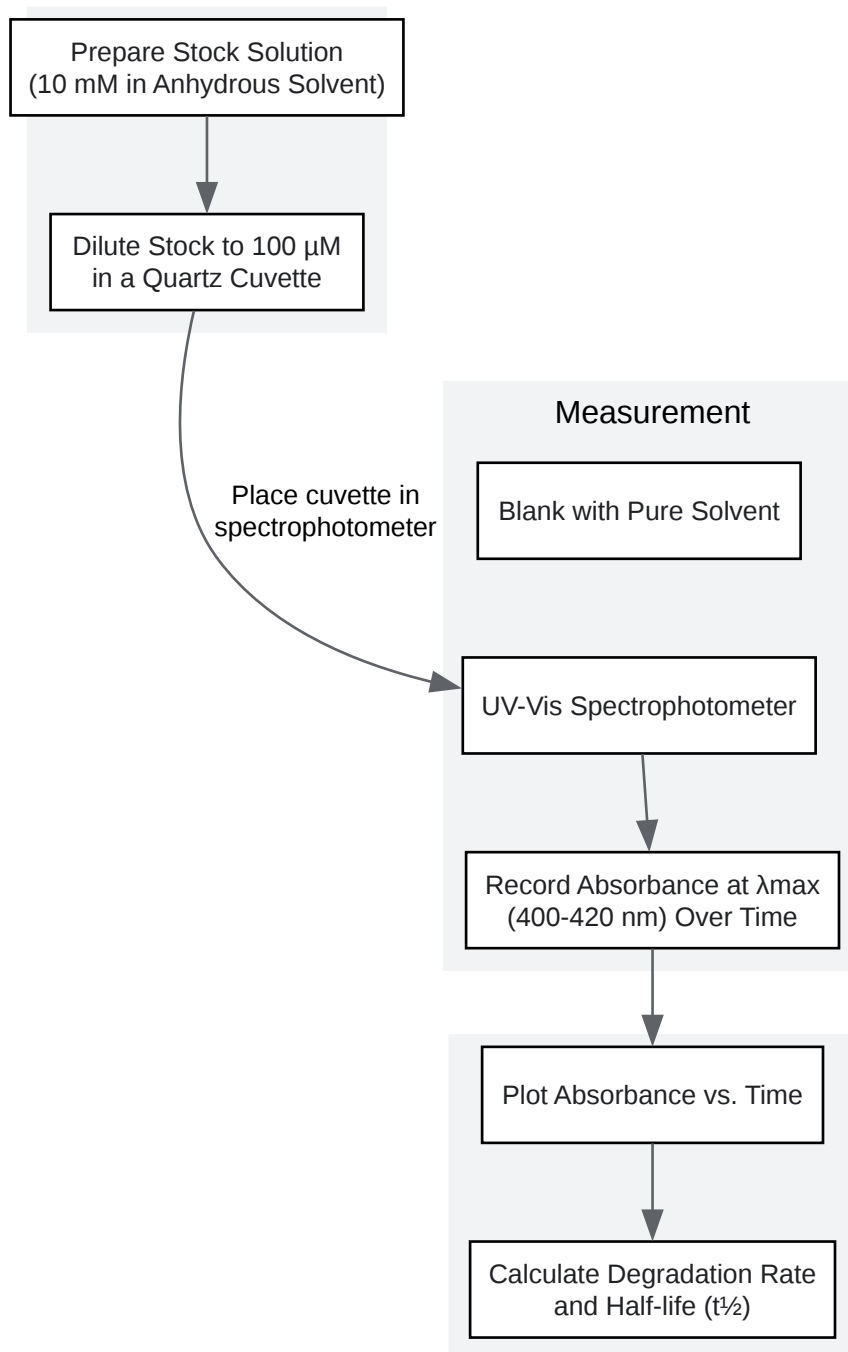 Prepare Stock Solution
(10 mM in Anhydrous Solvent)
Dilute Stock to 100 µM
in a Quartz Cuvette
Place cuvette in
spectrophotometer
Measurement
Blank with Pure Solvent
UV-Vis Spectrophotometer
Record Absorbance at λmax
(400-420 nm) Over Time
Plot Absorbance vs. Time
Calculate Degradation Rate
and Half-life (t½)